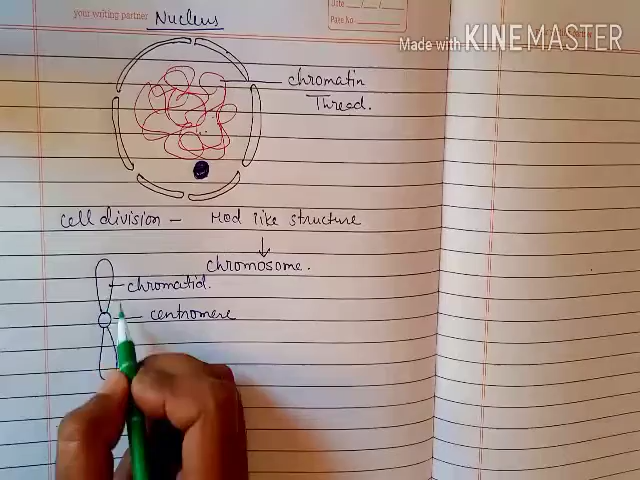 your writing partner Nucleus
Date / /
Page No
Made with KINEMASTER
chromatin
Thread.
cell division - Rod like structure
↓
chromosome.
chromatid.
centromere